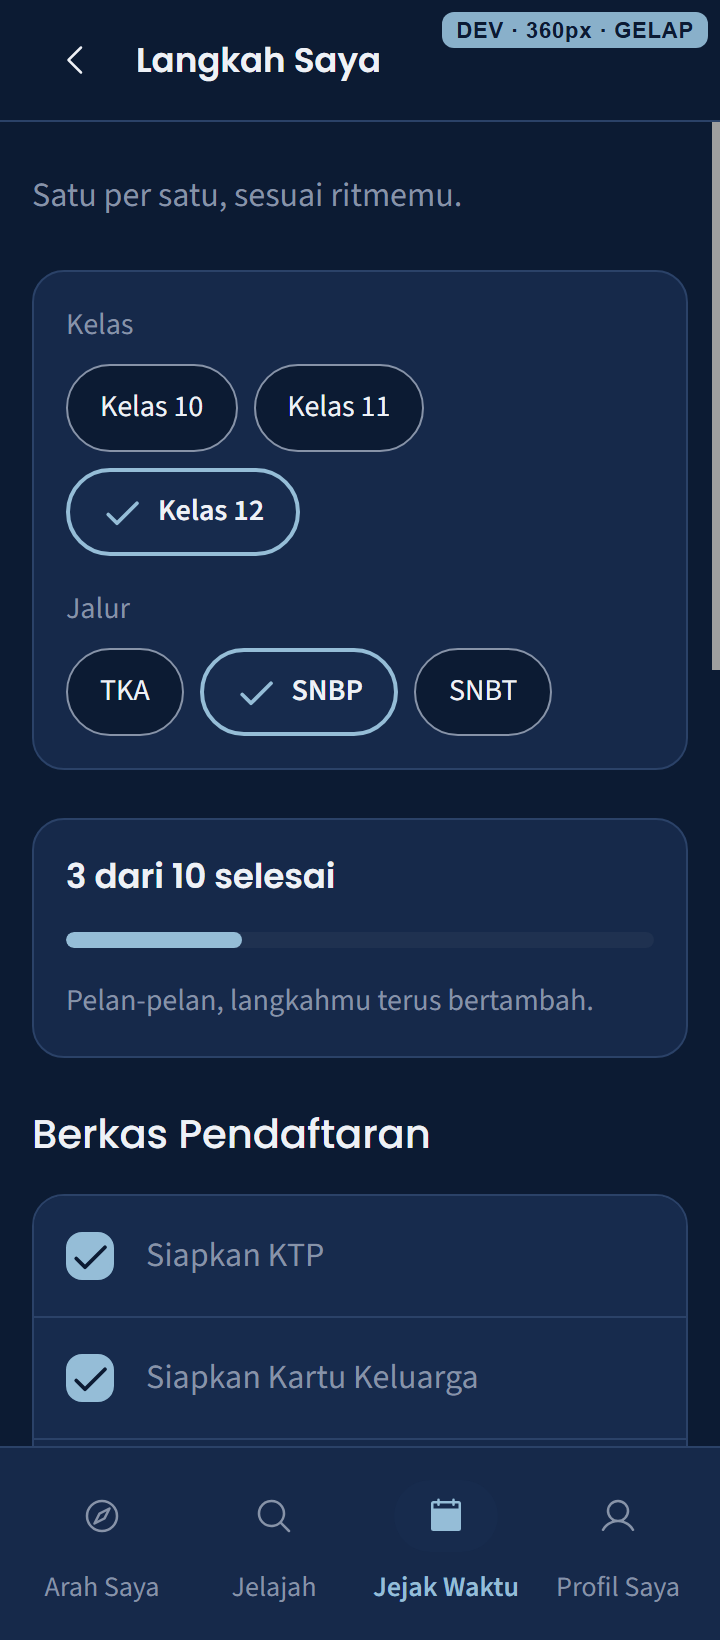 DEV · 360px · GELAP
Langkah Saya
Satu per satu, sesuai ritmemu.
Kelas
Kelas 10
Kelas 11
Kelas 12
Jalur
TKA
SNBP
SNBT
3 dari 10 selesai
Pelan-pelan, langkahmu terus bertambah.
Berkas Pendaftaran
Siapkan KTP
Siapkan Kartu Keluarga
Arah Saya
Jelajah
Jejak Waktu
Profil Saya